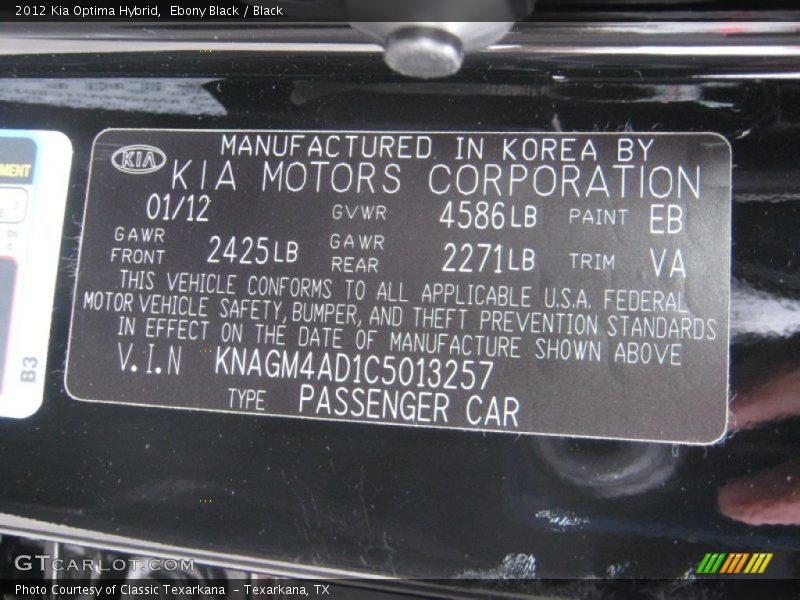 2012 Kia Optima Hybrid, Ebony Black / Black
MANUFACTURED IN KOREA BY
KIA KIA MOTORS CORPORATION
01/12 GVWR 4586LB PAINT EB
GAWR FRONT 2425LB GAWR REAR 2271LB TRIM VA
THIS VEHICLE CONFORMS TO ALL APPLICABLE U.S.A. FEDERAL
MOTOR VEHICLE SAFETY, BUMPER, AND THEFT PREVENTION STANDARDS
IN EFFECT ON THE DATE OF MANUFACTURE SHOWN ABOVE
V.I.N KNAGM4AD1C5013257
TYPE PASSENGER CAR
MENT
B3
GTCARLOT.COM
Photo Courtesy of Classic Texarkana - Texarkana, TX